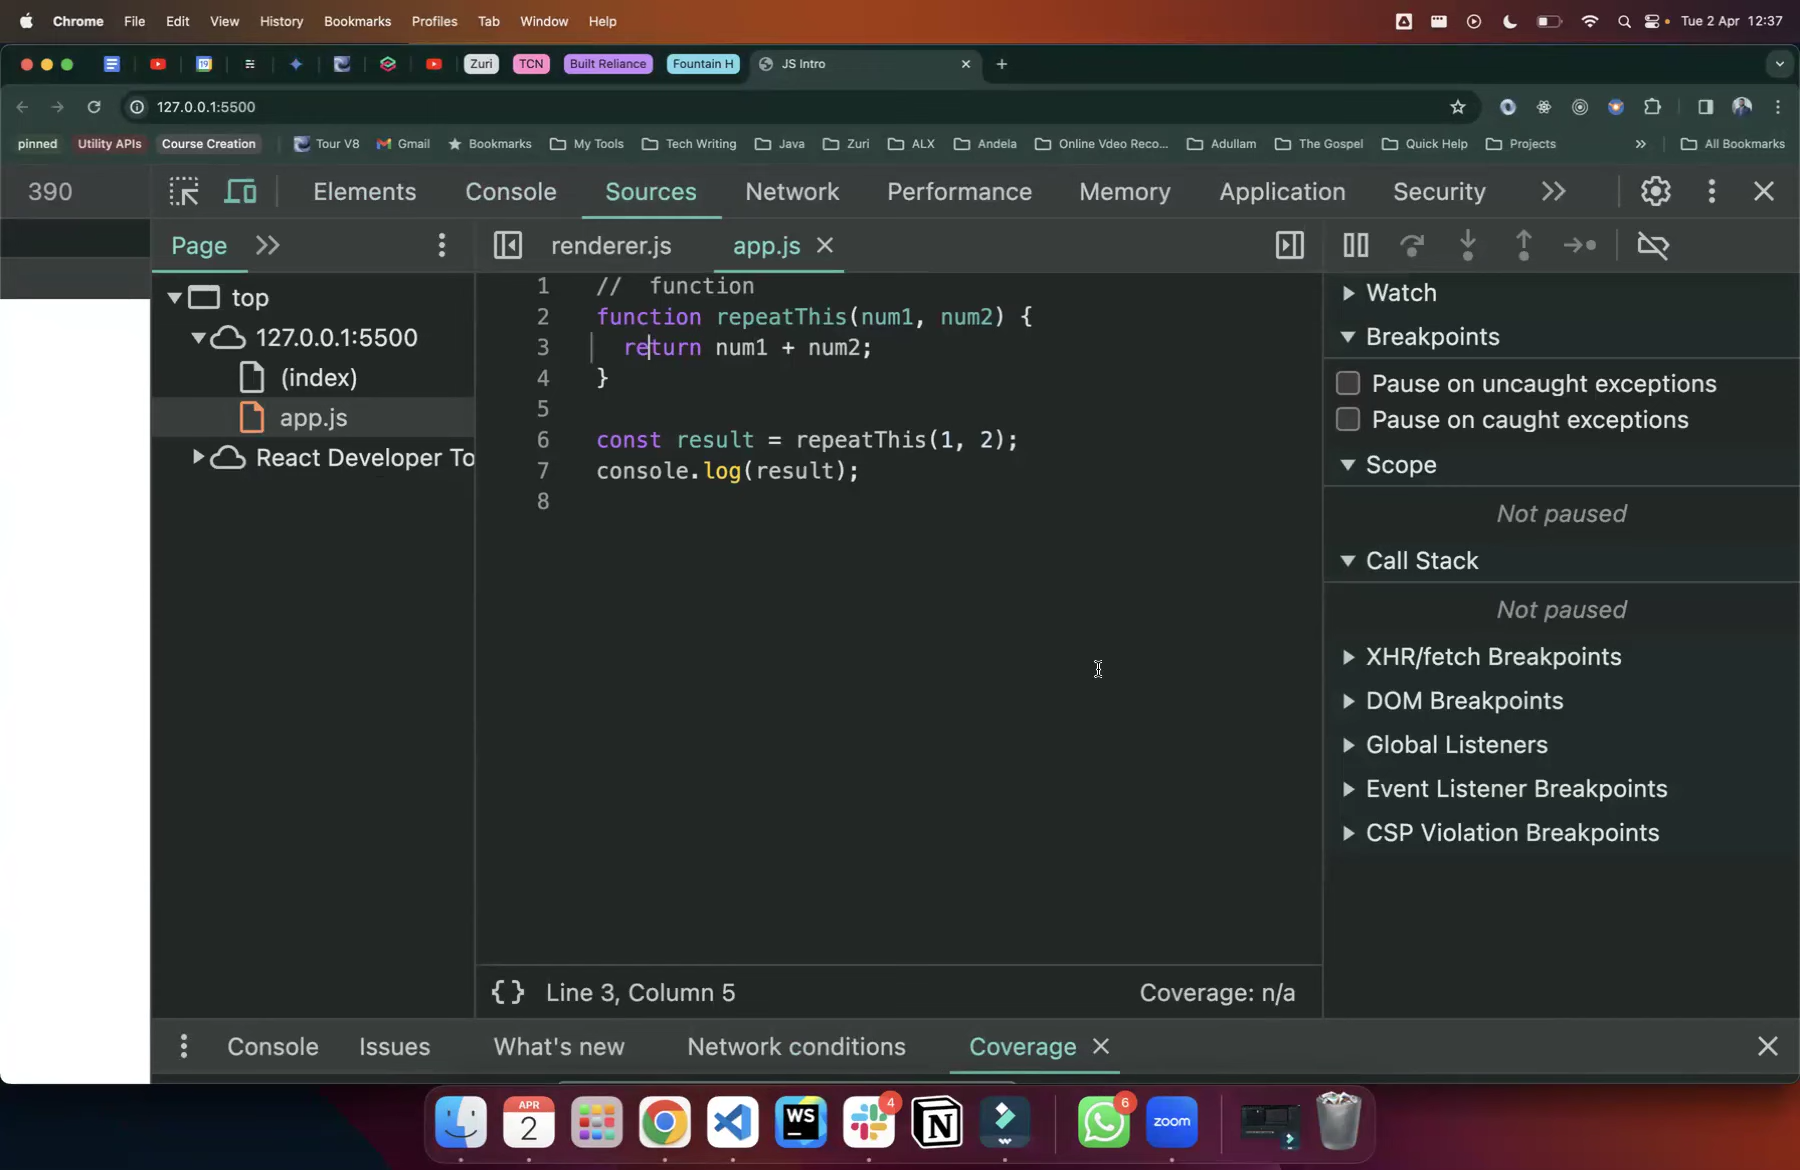 Chrome File Edit View History Bookmarks Profiles Tab Window Help Tue 2 Apr 12:37
19 Zuri TCN Built Reliance Fountain H JS Intro
127.0.0.1:5500
pinned Utility APIs Course Creation Tour V8 Gmail Bookmarks My Tools Tech Writing Java Zuri ALX Andela Online Vdeo Reco... Adullam The Gospel Quick Help Projects » All Bookmarks
390 Elements Console Sources Network Performance Memory Application Security
Page renderer.js app.js
top
127.0.0.1:5500
(index)
app.js
React Developer To
1 // function
2 function repeatThis(num1, num2) {
3 return num1 + num2;
4 }
5
6 const result = repeatThis(1, 2);
7 console.log(result);
8
Watch
Breakpoints
Pause on uncaught exceptions
Pause on caught exceptions
Scope
Not paused
Call Stack
Not paused
XHR/fetch Breakpoints
DOM Breakpoints
Global Listeners
Event Listener Breakpoints
CSP Violation Breakpoints
{} Line 3, Column 5 Coverage: n/a
Console Issues What's new Network conditions Coverage
APR
2
WS
4
6
zoom